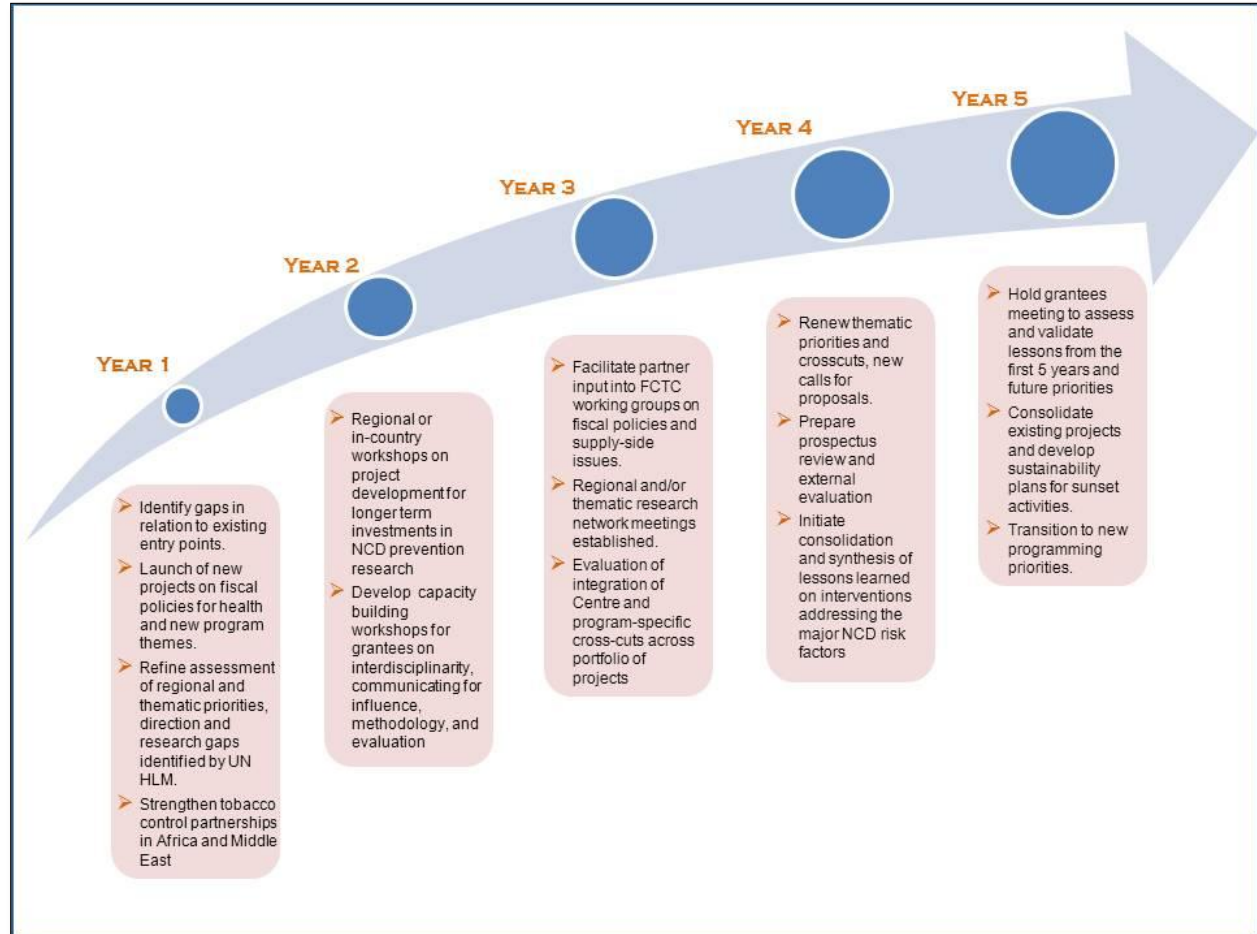 YEAR 1
Identify gaps in
relation to existing
entry points.
Launch of new
projects on fiscal
policies for health
and new program
themes.
Refine assessment
of regional and
thematic priorities,
direction and
research gaps
identified by UN
HLM.
Strengthen tobacco
control partnerships
in Africa and Middle
East
YEAR 2
Regional or
in-country
workshops on
project
development for
longer term
investments in
NCD prevention
research
Develop capacity
building
workshops for
grantees on
interdisciplinarity,
communicating for
influence,
methodology, and
evaluation
YEAR 3
Facilitate partner
input into FCTC
working groups on
fiscal policies and
supply-side
issues.
Regional and/or
thematic research
network meetings
established.
Evaluation of
integration of
Centre and
program-specific
cross-cuts across
portfolio of
projects
YEAR 4
Renew thematic
priorities and
crosscuts, new
calls for
proposals.
Prepare
prospectus
review and
external
evaluation
Initiate
consolidation
and synthesis of
lessons learned
on interventions
addressing the
major NCD risk
factors
YEAR 5
Hold grantees
meeting to assess
and validate
lessons from the
first 5 years and
future priorities
Consolidate
existing projects
and develop
sustainability
plans for sunset
activities.
Transition to new
programming
priorities.